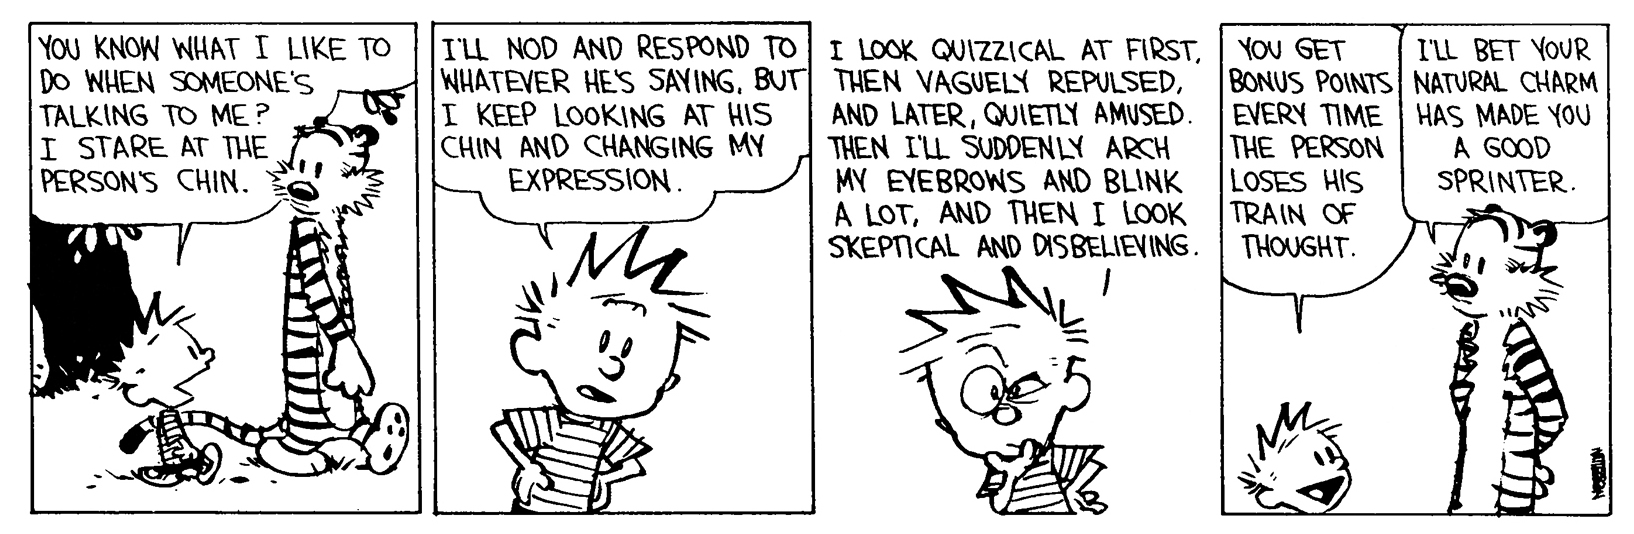 YOU KNOW WHAT I LIKE TO
DO WHEN SOMEONE'S
TALKING TO ME?
I STARE AT THE
PERSON'S CHIN.
I'LL NOD AND RESPOND TO
WHATEVER HE'S SAYING, BUT
I KEEP LOOKING AT HIS
CHIN AND CHANGING MY
EXPRESSION.
I LOOK QUIZZICAL AT FIRST,
THEN VAGUELY REPULSED,
AND LATER, QUIETLY AMUSED.
THEN I'LL SUDDENLY ARCH
MY EYEBROWS AND BLINK
A LOT, AND THEN I LOOK
SKEPTICAL AND DISBELIEVING.
YOU GET
BONUS POINTS
EVERY TIME
THE PERSON
LOSES HIS
TRAIN OF
THOUGHT.
I'LL BET YOUR
NATURAL CHARM
HAS MADE YOU
A GOOD
SPRINTER.
WATTERSON